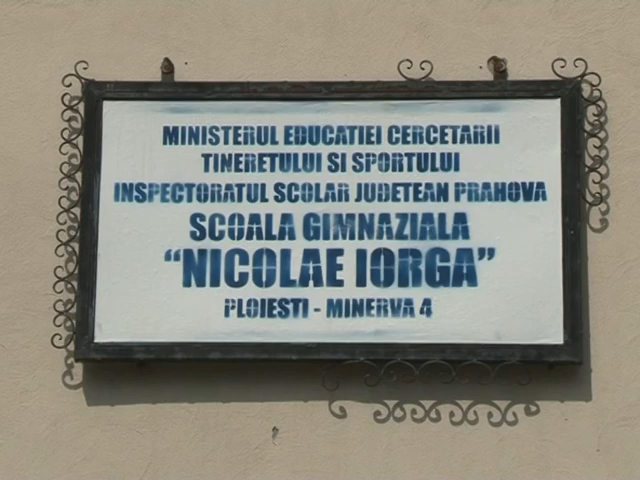 MINISTERUL EDUCATIEI CERCETARII
TINERETULUI SI SPORTULUI
INSPECTORATUL SCOLAR JUDETEAN PRAHOVA
SCOALA GIMNAZIALA
"NICOLAE IORGA"
PLOIESTI - MINERVA 4